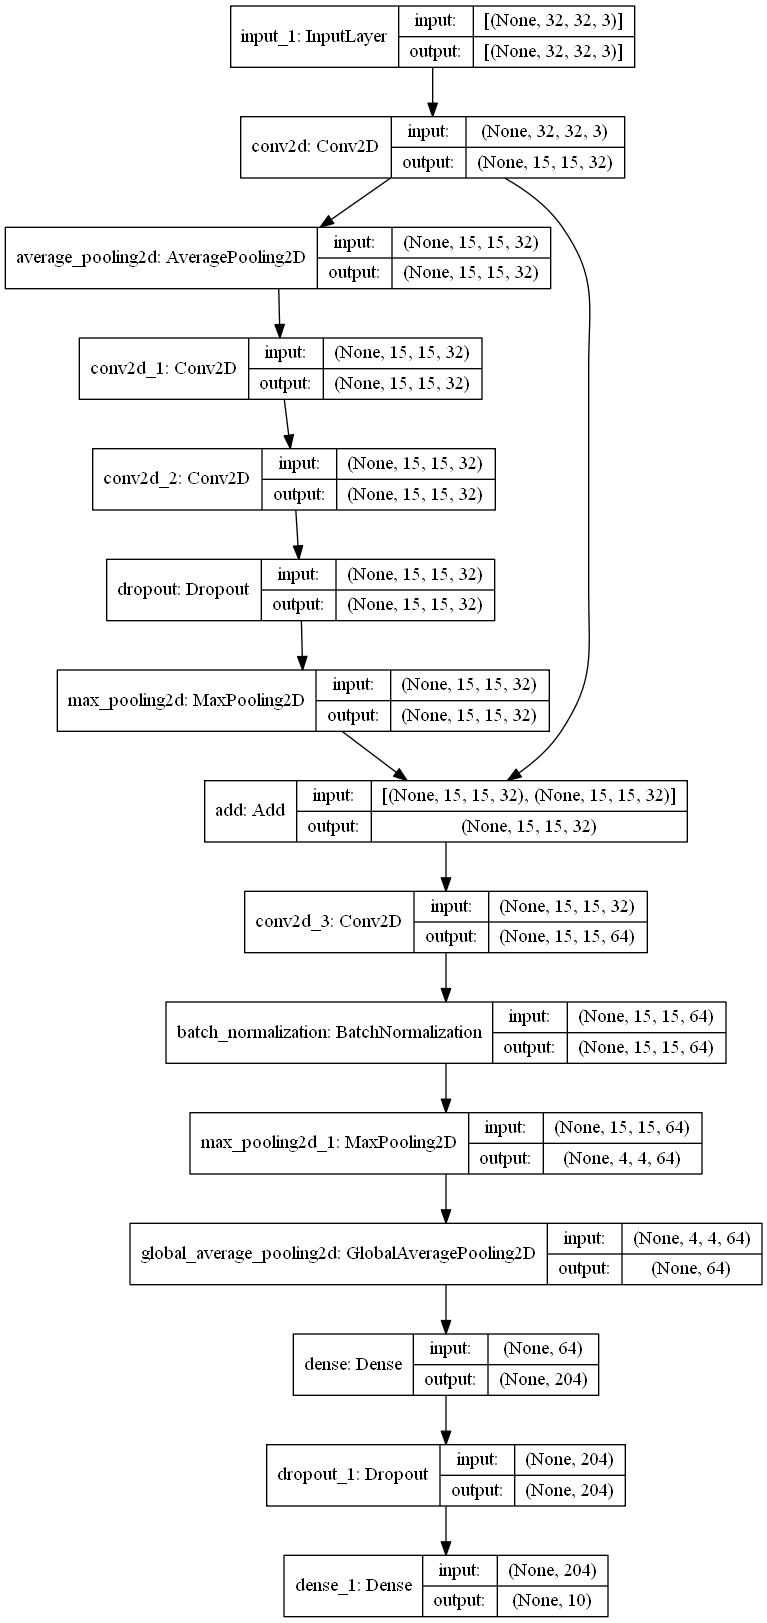 input_1: InputLayer
input:
[(None, 32, 32, 3)]
output:
[(None, 32, 32, 3)]
conv2d: Conv2D
input:
(None, 32, 32, 3)
output:
(None, 15, 15, 32)
average_pooling2d: AveragePooling2D
input:
(None, 15, 15, 32)
output:
(None, 15, 15, 32)
conv2d_1: Conv2D
input:
(None, 15, 15, 32)
output:
(None, 15, 15, 32)
conv2d_2: Conv2D
input:
(None, 15, 15, 32)
output:
(None, 15, 15, 32)
dropout: Dropout
input:
(None, 15, 15, 32)
output:
(None, 15, 15, 32)
max_pooling2d: MaxPooling2D
input:
(None, 15, 15, 32)
output:
(None, 15, 15, 32)
add: Add
input:
[(None, 15, 15, 32), (None, 15, 15, 32)]
output:
(None, 15, 15, 32)
conv2d_3: Conv2D
input:
(None, 15, 15, 32)
output:
(None, 15, 15, 64)
batch_normalization: BatchNormalization
input:
(None, 15, 15, 64)
output:
(None, 15, 15, 64)
max_pooling2d_1: MaxPooling2D
input:
(None, 15, 15, 64)
output:
(None, 4, 4, 64)
global_average_pooling2d: GlobalAveragePooling2D
input:
(None, 4, 4, 64)
output:
(None, 64)
dense: Dense
input:
(None, 64)
output:
(None, 204)
dropout_1: Dropout
input:
(None, 204)
output:
(None, 204)
dense_1: Dense
input:
(None, 204)
output:
(None, 10)